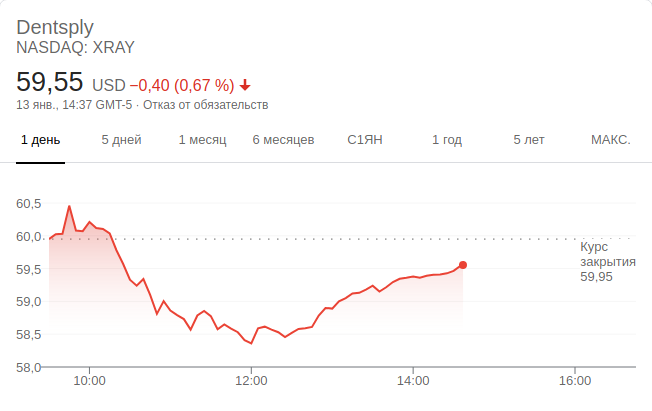 Dentsply
NASDAQ: XRAY
59,55 USD −0,40 (0,67 %)
13 янв., 14:37 GMT-5 · Отказ от обязательств
1 день 5 дней 1 месяц 6 месяцев С1ЯН 1 год 5 лет МАКС.
60,5
60,0
Курс
закрытия
59,95
59,5
59,0
58,5
58,0
10:00 12:00 14:00 16:00